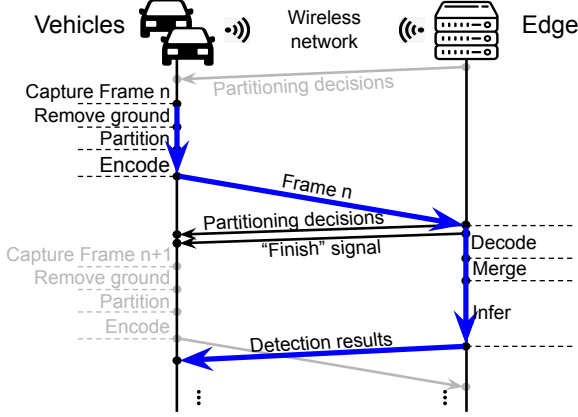 Vehicles
Wireless
network
Edge
Partitioning decisions
Capture Frame n
Remove ground
Partition
Encode
Frame n
Partitioning decisions
"Finish" signal
Decode
Merge
Infer
Capture Frame n+1
Remove ground
Partition
Encode
Detection results